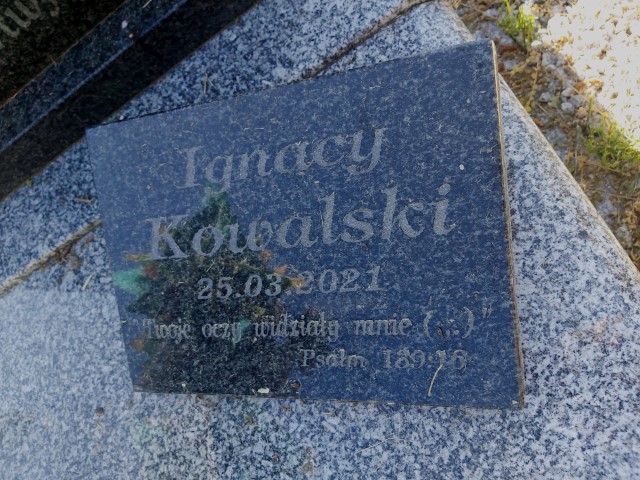 Ignacy
Kowalski
25.03.2021
"Twoje oczy widziały mnie (...)"
Psalm 139:16